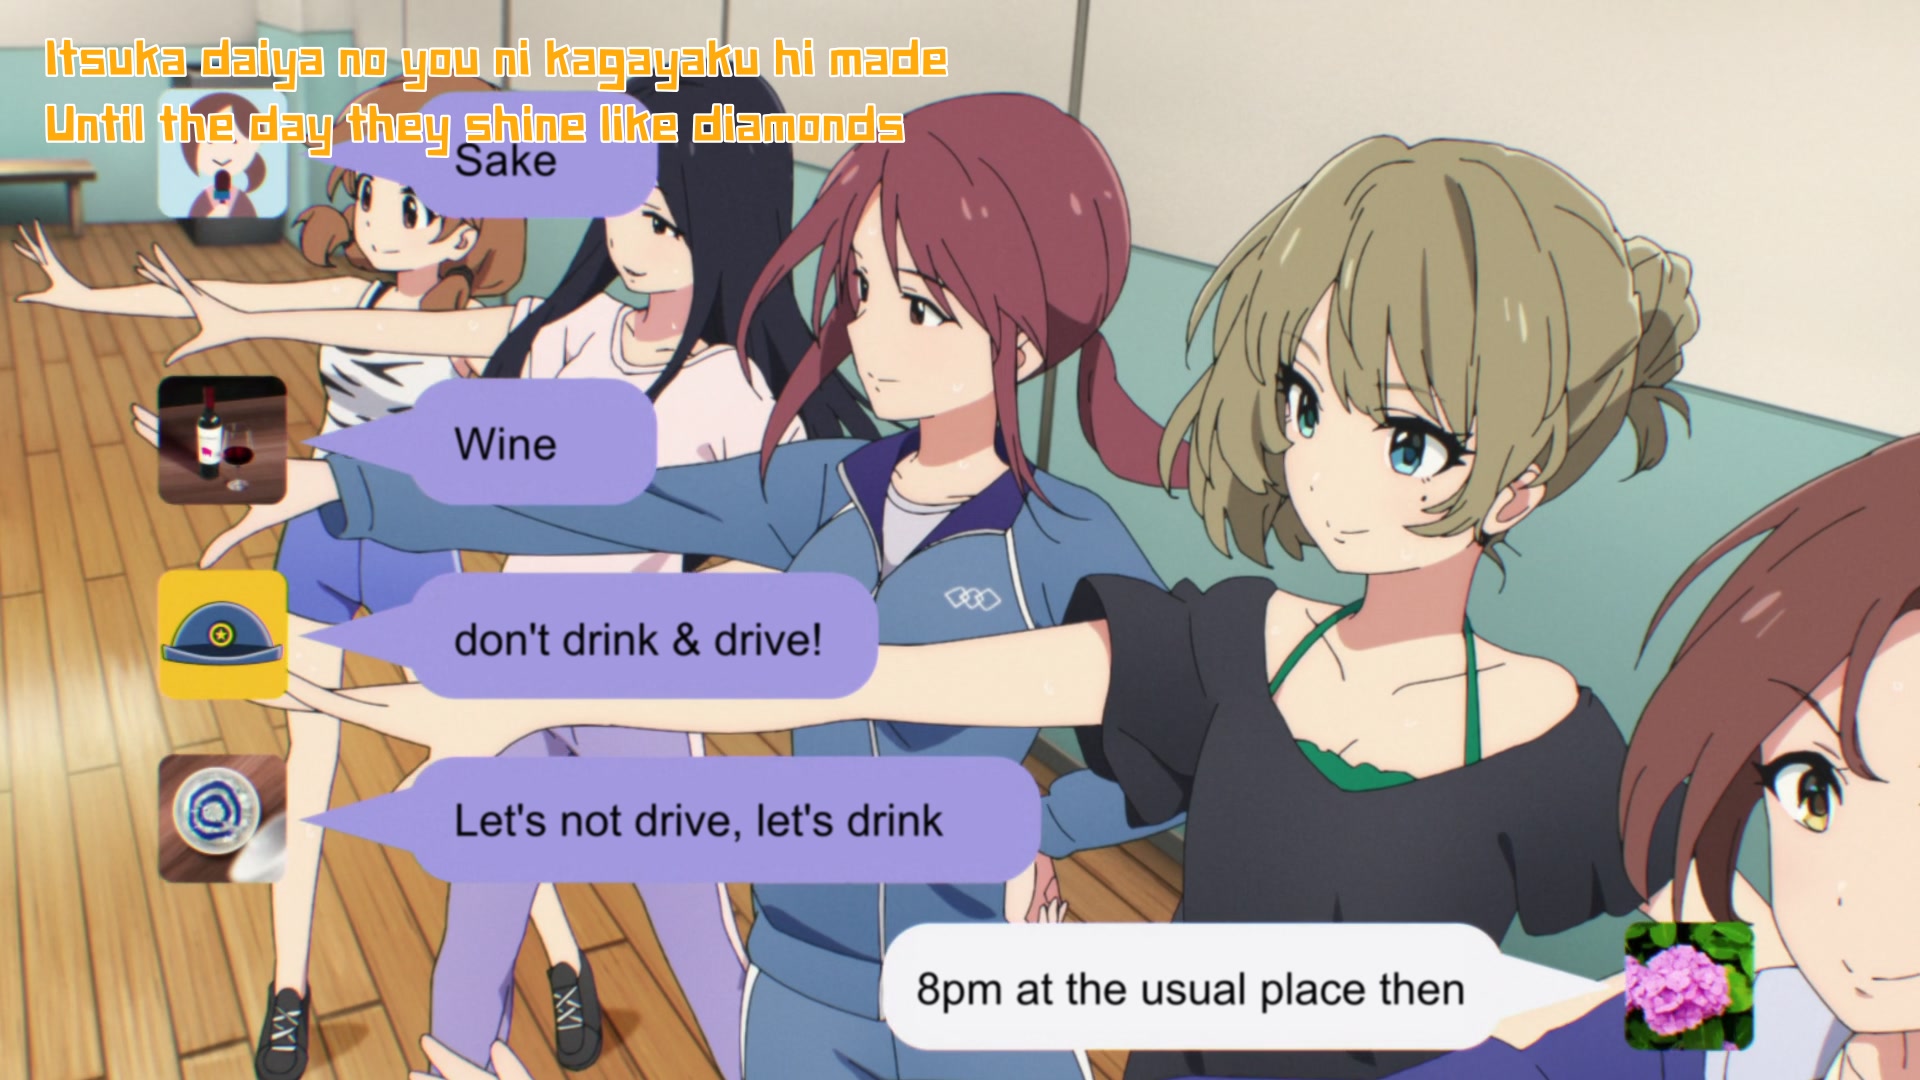 Itsuka daiya no you ni kagayaku hi made
Until the day they shine like diamonds
Sake
Wine
don't drink & drive!
Let's not drive, let's drink
8pm at the usual place then